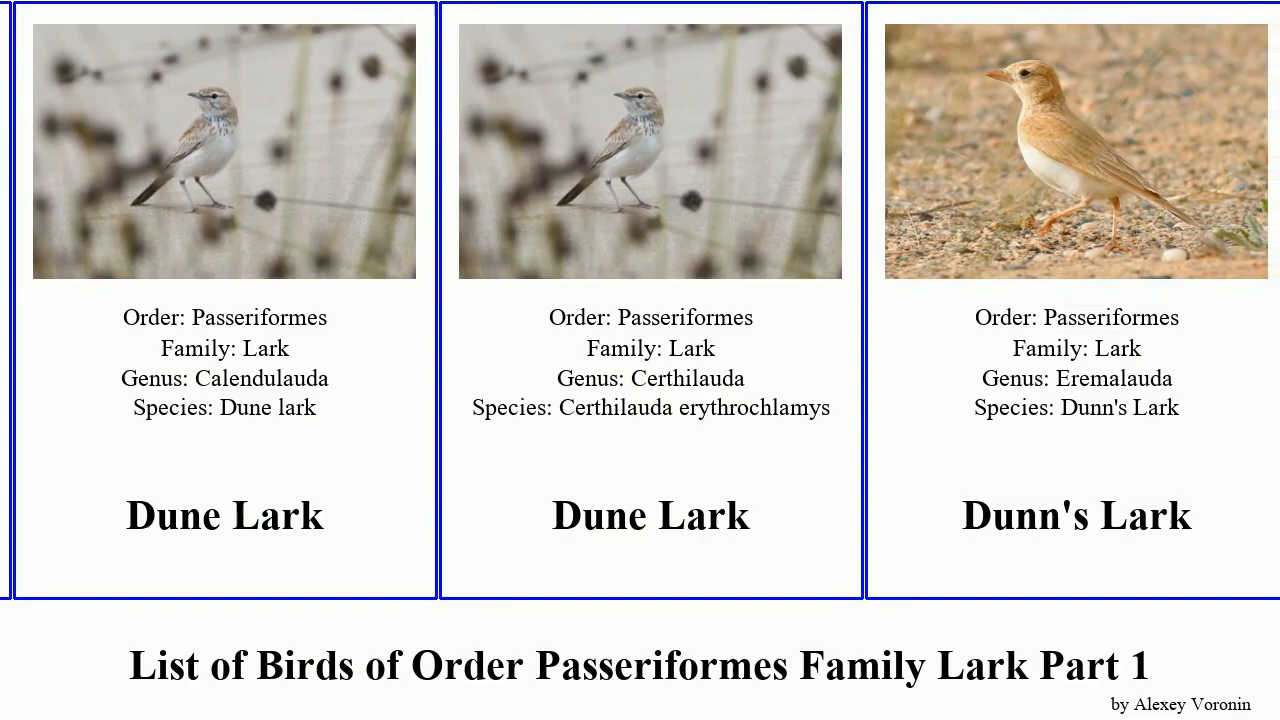 Order: Passeriformes
Family: Lark
Genus: Calendulauda
Species: Dune lark
Dune Lark
Order: Passeriformes
Family: Lark
Genus: Certhilauda
Species: Certhilauda erythrochlamys
Dune Lark
Order: Passeriformes
Family: Lark
Genus: Eremalauda
Species: Dunn's Lark
Dunn's Lark
List of Birds of Order Passeriformes Family Lark Part 1
by Alexey Voronin